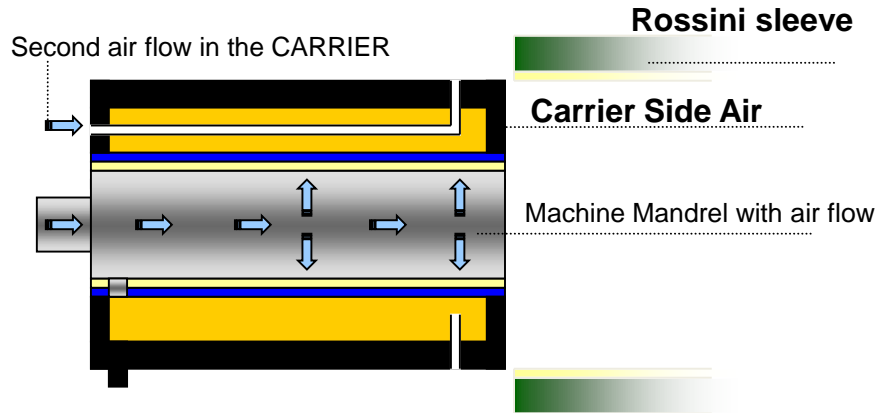 Rossini sleeve
Second air flow in the CARRIER
Carrier Side Air
Machine Mandrel with air flow